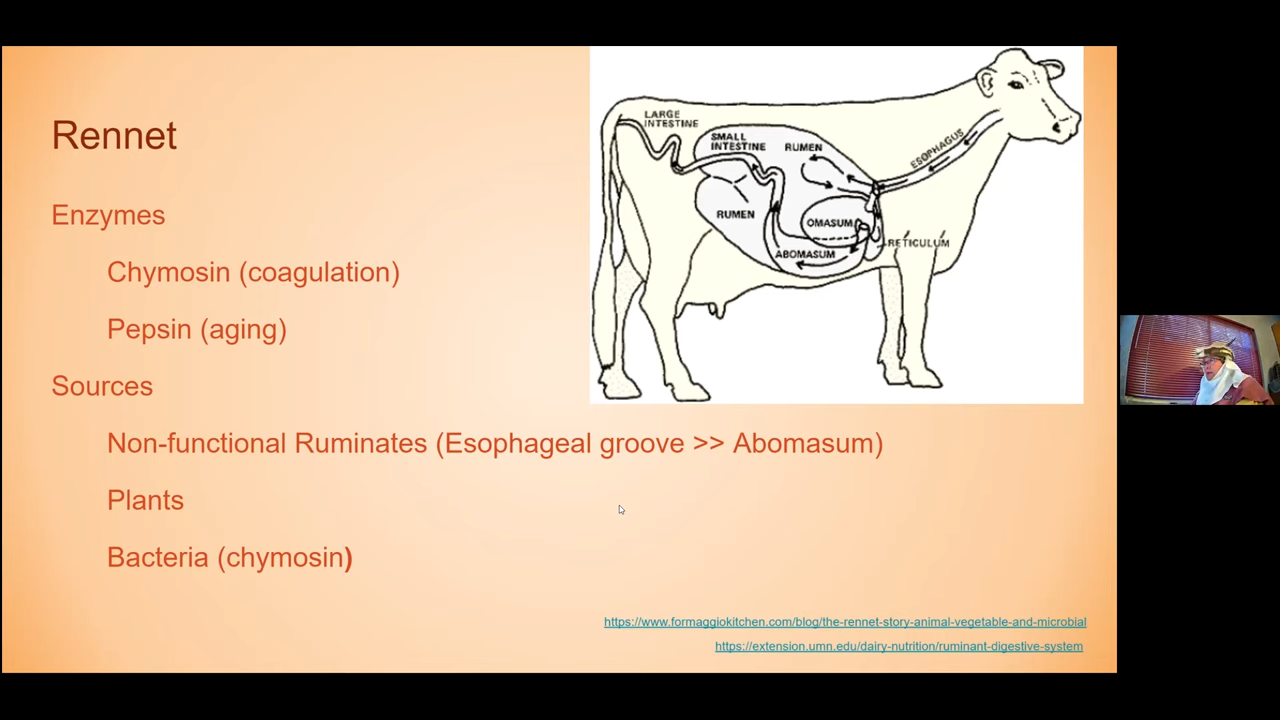 Rennet
Enzymes
Chymosin (coagulation)
Pepsin (aging)
Sources
Non-functional Ruminates (Esophageal groove >> Abomasum)
Plants
Bacteria (chymosin)
LARGE
INTESTINE
SMALL
INTESTINE
RUMEN
ESOPHAGUS
RUMEN
OMASUM
RETICULUM
ABOMASUM
https://www.formaggiokitchen.com/blog/the-rennet-story-animal-vegetable-and-microbial
https://extension.umn.edu/dairy-nutrition/ruminant-digestive-system